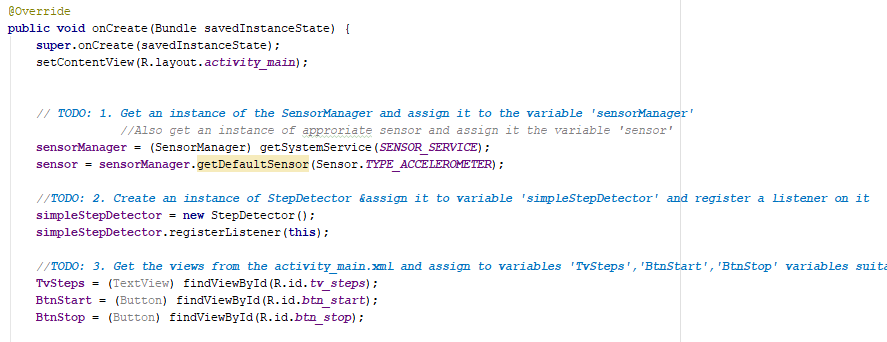 @Override
public void onCreate(Bundle savedInstanceState) {
super.onCreate(savedInstanceState);
setContentView(R.layout.activity_main);
// TODO: 1. Get an instance of the SensorManager and assign it to the variable 'sensorManager'
//Also get an instance of approriate sensor and assign it the variable 'sensor'
sensorManager = (SensorManager) getSystemService(SENSOR_SERVICE);
sensor = sensorManager.getDefaultSensor(Sensor.TYPE_ACCELEROMETER);
//TODO: 2. Create an instance of StepDetector &assign it to variable 'simpleStepDetector' and register a listener on it
simpleStepDetector = new StepDetector();
simpleStepDetector.registerListener(this);
//TODO: 3. Get the views from the activity_main.xml and assign to variables 'TvSteps','BtnStart','BtnStop' variables suita
TvSteps = (TextView) findViewById(R.id.tv_steps);
BtnStart = (Button) findViewById(R.id.btn_start);
BtnStop = (Button) findViewById(R.id.btn_stop);